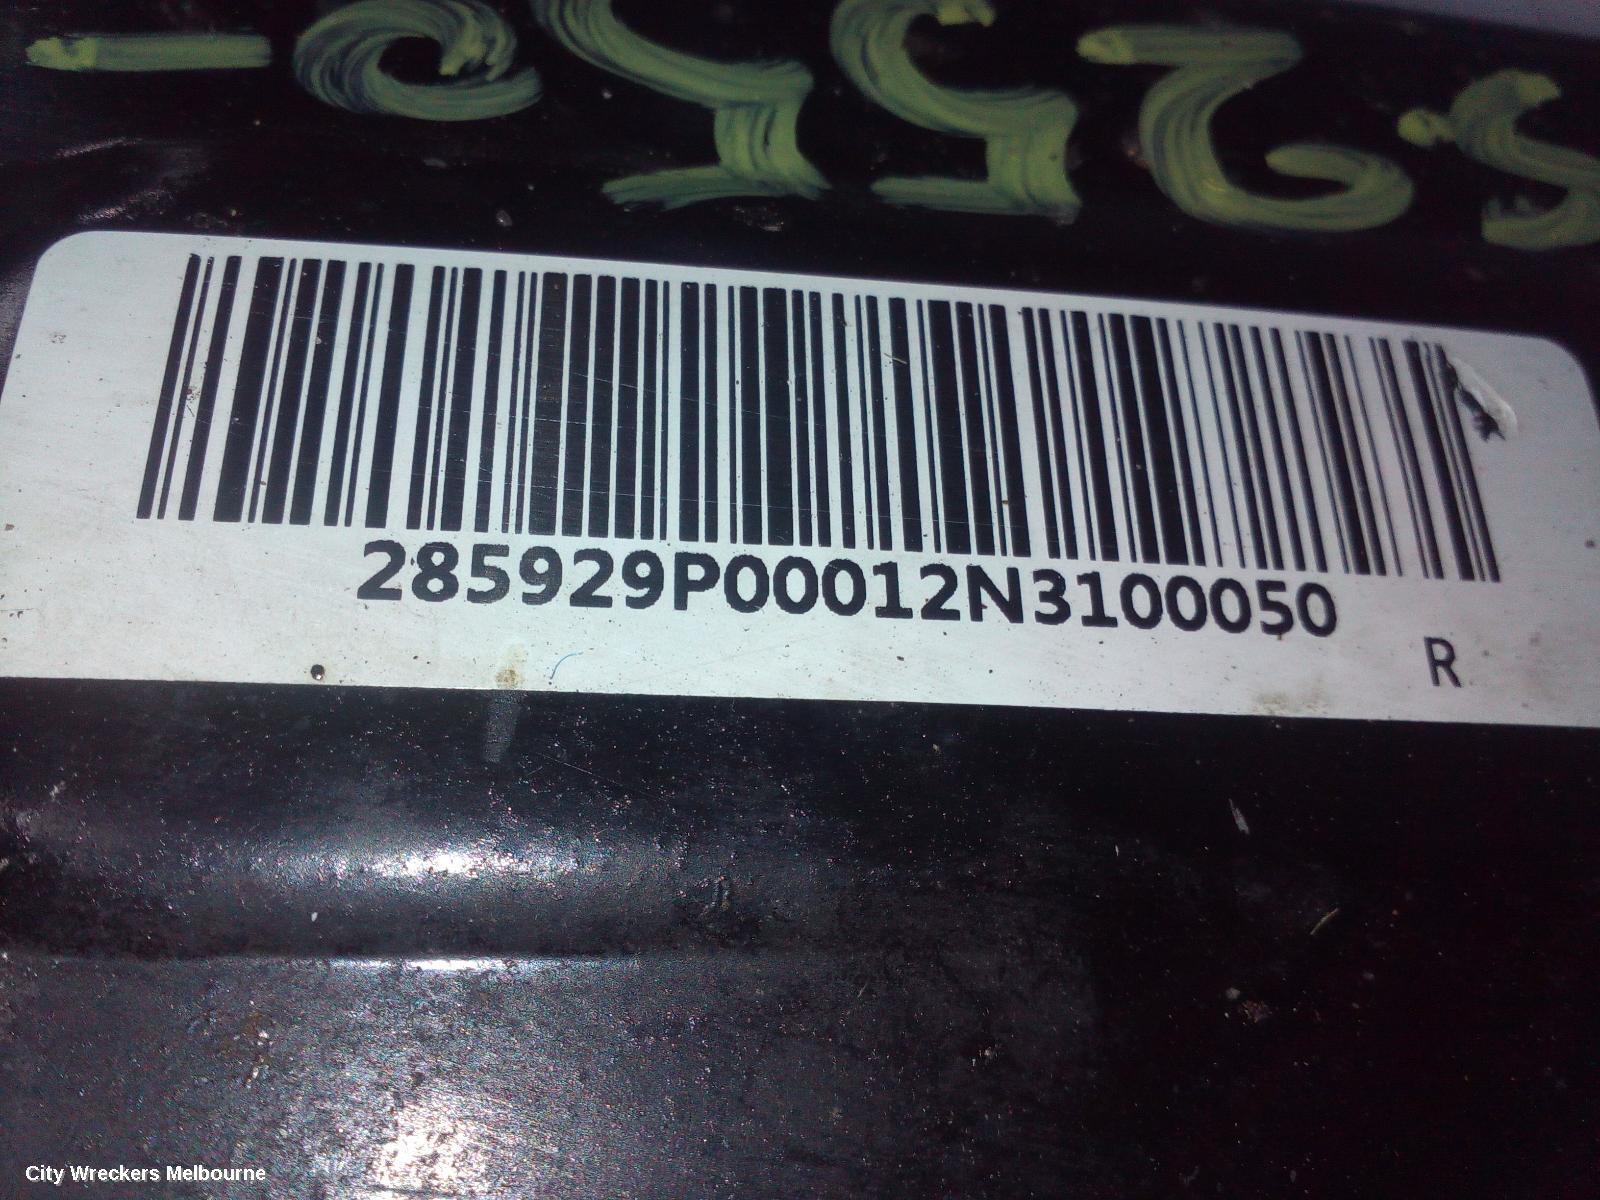 285929P00012N3100050
R
City Wreckers Melbourne